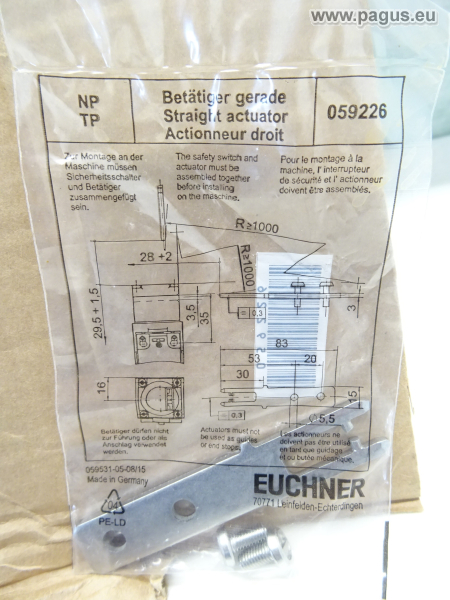 www.pagus.eu
NP
TP
Betätiger gerade
Straight actuator
Actionneur droit
059226
Zur Montage an der
Maschine müssen
Sicherheitsschalter
und Betätiger
zusammengefügt
sein.
The safety switch and
actuator must be
assembled together
before installing
on the machine.
Pour le montage à la
machine, l' interrupteur
de sécurité et l' actionneur
doivent être assemblés.
R≥1000
R≥1000
28 +2
29,5 + 1,5
3,5
35
0,3
3
83
53
20
30
16
15
0,3
5,5
Betätiger dürfen nicht
zur Führung oder als
Anschlag verwendet
werden.
Actuators must not
be used as guides
or end stops.
Les actionneurs ne
doivent pas être utilisé
en tant que guidage
et ou butée mécanique.
059531-05-08/15
Made in Germany
04
PE-LD
EUCHNER
70771 Leinfelden-Echterdingen